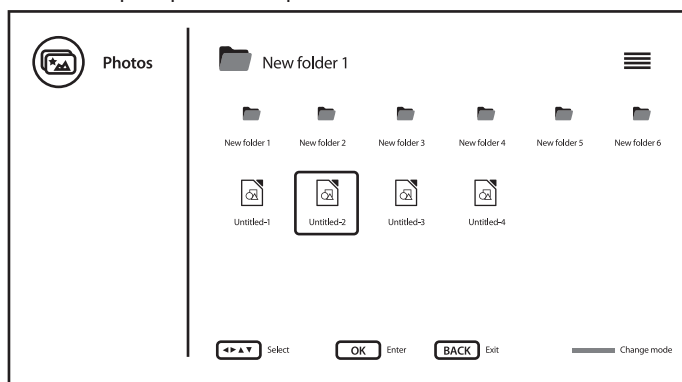 Photos
New folder 1
New folder 1 New folder 2 New folder 3 New folder 4 New folder 5 New folder 6
Untitled-1 Untitled-2 Untitled-3 Untitled-4
Select OK Enter BACK Exit Change mode